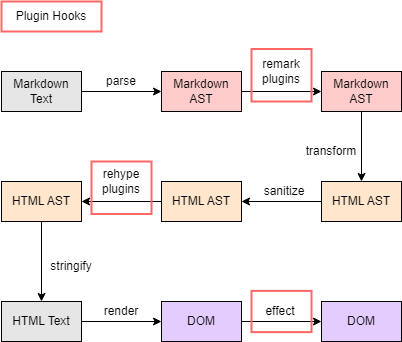 Plugin Hooks
Markdown
Text
parse
Markdown
AST
remark
plugins
Markdown
AST
transform
HTML AST
rehype
plugins
HTML AST
sanitize
HTML AST
stringify
HTML Text
render
DOM
effect
DOM